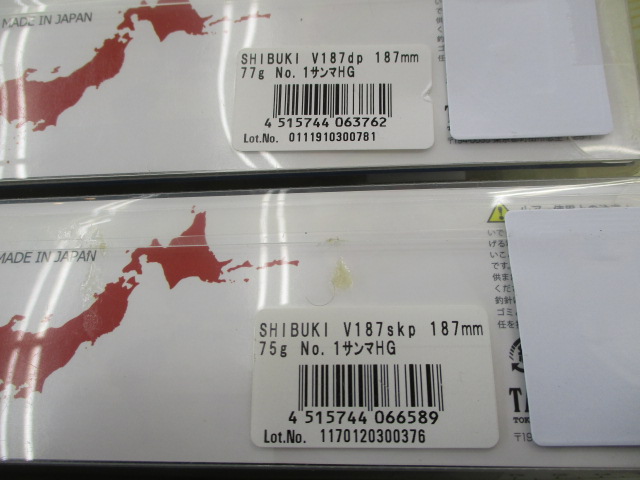 MADE IN JAPAN
SHIBUKI V187dp 187mm
77g No.1サンマHG
4 515744 063762
Lot.No. 0111910300781
MADE IN JAPAN
SHIBUKI V187skp 187mm
75g No.1サンマHG
4 515744 066589
Lot.No. 1170120300376